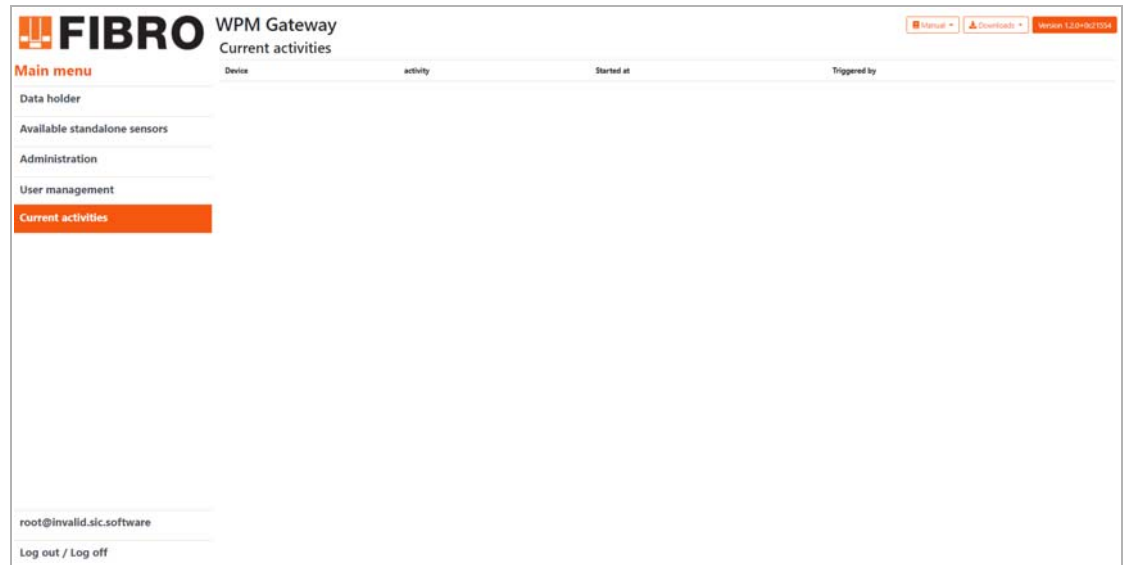 FIBRO
WPM Gateway
Current activities
Manual
Downloads
Version 1.2.0+0c21554
Main menu
Device activity Started at Triggered by
Data holder
Available standalone sensors
Administration
User management
Current activities
root@invalid.sic.software
Log out / Log off